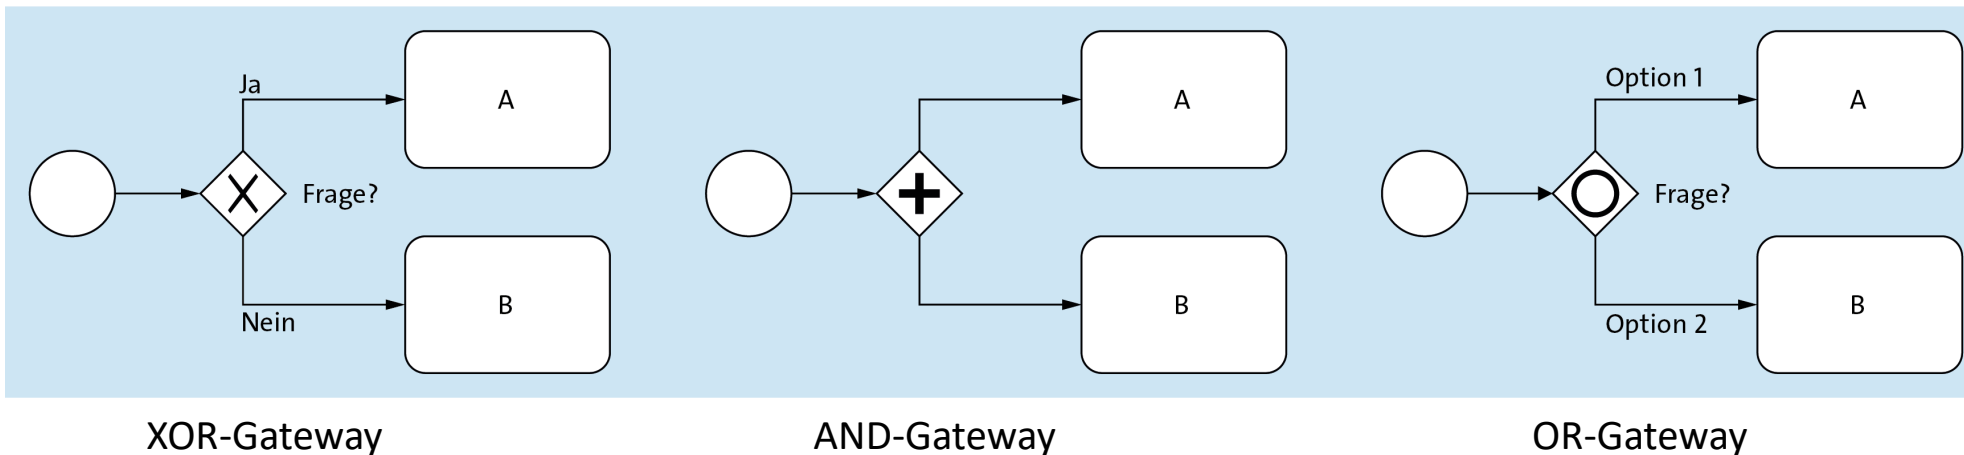 Ja
A
Frage?
B
Nein
XOR-Gateway
A
B
AND-Gateway
Option 1
A
Frage?
B
Option 2
OR-Gateway